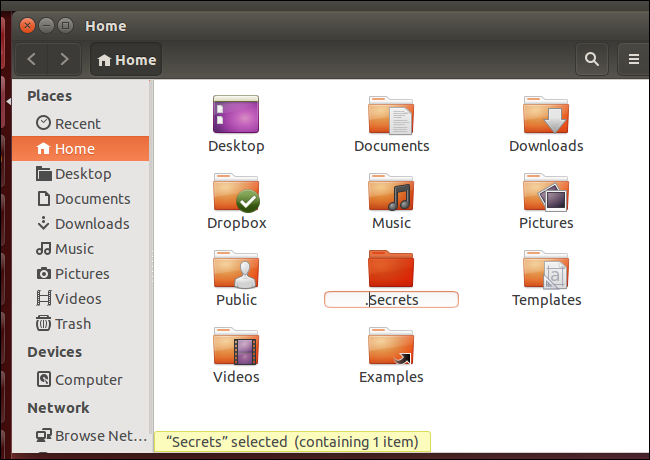 Home
Home
Places
Recent
Home
Desktop
Documents
Downloads
Music
Pictures
Videos
Trash
Devices
Computer
Network
Browse Net...
Desktop
Documents
Downloads
Dropbox
Music
Pictures
Public
.Secrets
Templates
Videos
Examples
“Secrets” selected (containing 1 item)